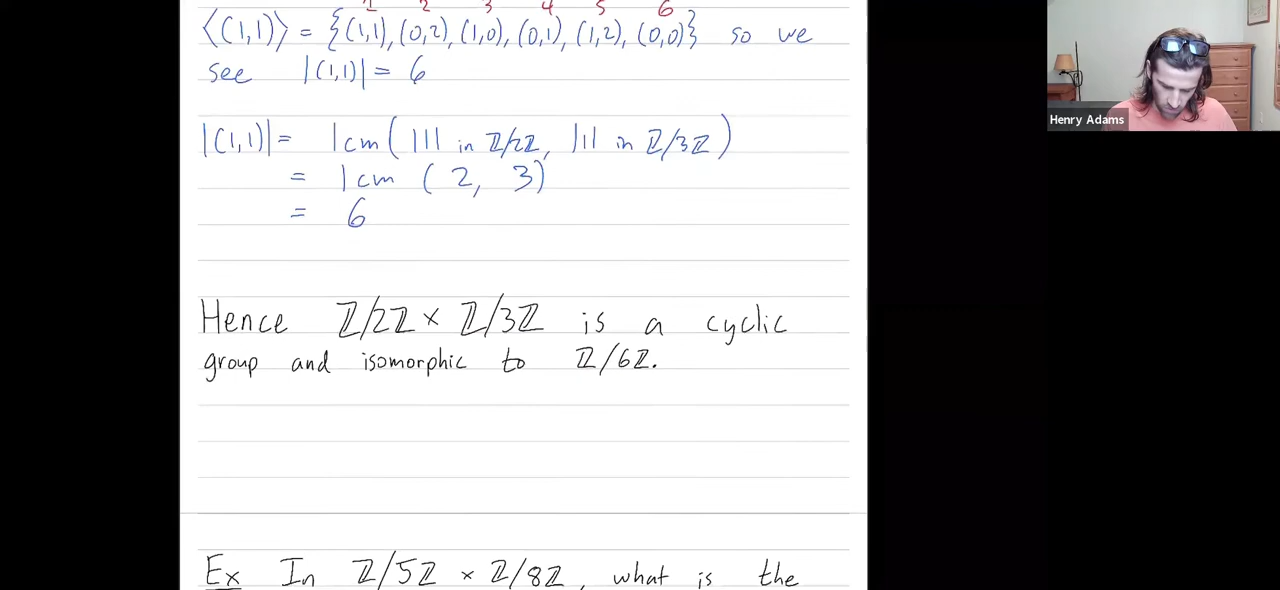 1 2 3 4 5 6
⟨(1,1)⟩ = {(1,1), (0,2), (1,0), (0,1), (1,2), (0,0)} so we
see |(1,1)| = 6
|(1,1)| = lcm(|1| in ℤ/2ℤ, |1| in ℤ/3ℤ)
= lcm (2, 3)
= 6
Hence ℤ/2ℤ × ℤ/3ℤ is a cyclic
group and isomorphic to ℤ/6ℤ.
Ex In ℤ/5ℤ × ℤ/8ℤ, what is the
Henry Adams